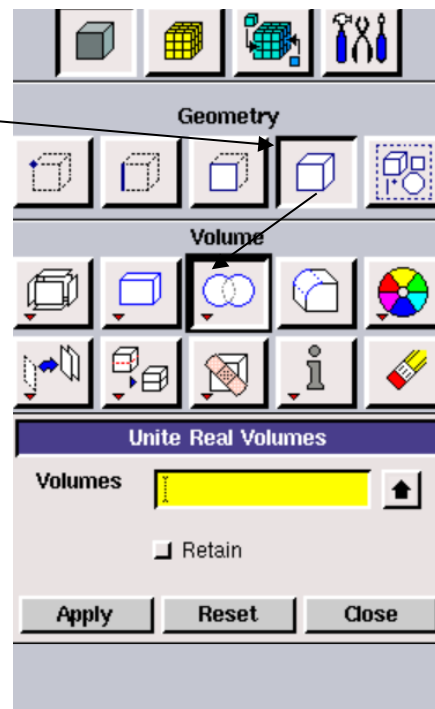 Geometry
Volume
Unite Real Volumes
Volumes
Retain
Apply Reset Close